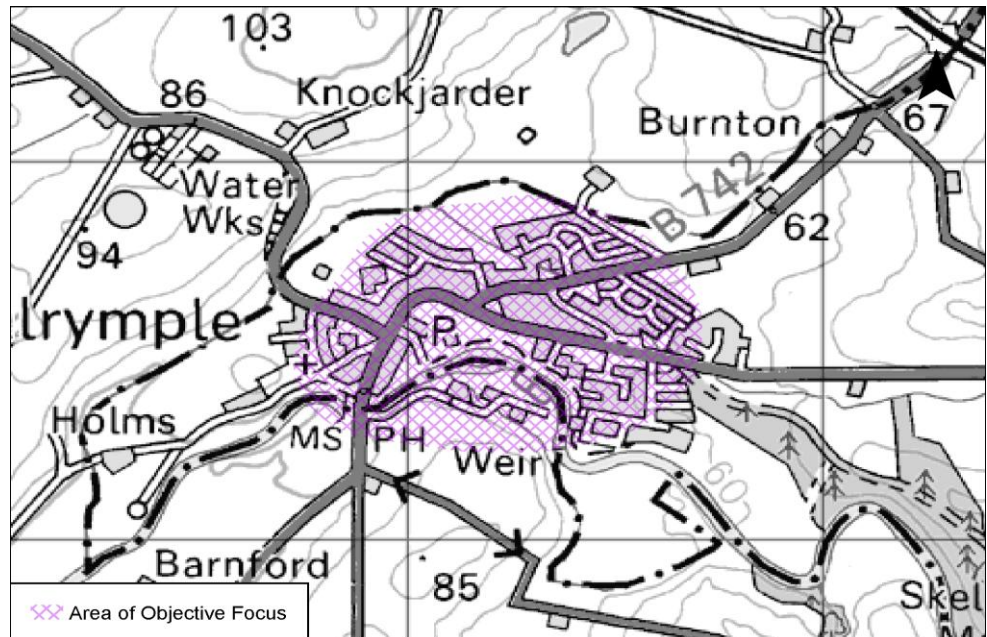 103
86
Knockjarder
Burnton
67
Water
Wks
B 742
62
94
lrymple
P
Holms
MS
PH
Weir
60
Barnford
85
Skel
Area of Objective Focus